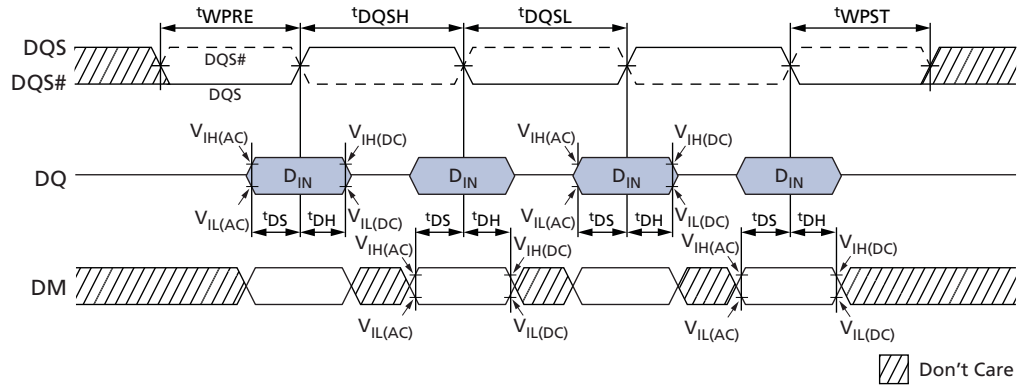 tWPRE tDQSH tDQSL tWPST
DQS
DQS#
DQS#
DQS
VIH(AC) VIH(DC) VIH(AC) VIH(DC)
DQ DIN DIN DIN DIN
VIL(AC) VIL(DC) VIL(AC) VIL(DC)
tDS tDH tDS tDH tDS tDH tDS tDH
VIH(AC) VIH(DC) VIH(AC) VIH(DC)
DM
VIL(AC) VIL(DC) VIL(AC) VIL(DC)
Don't Care